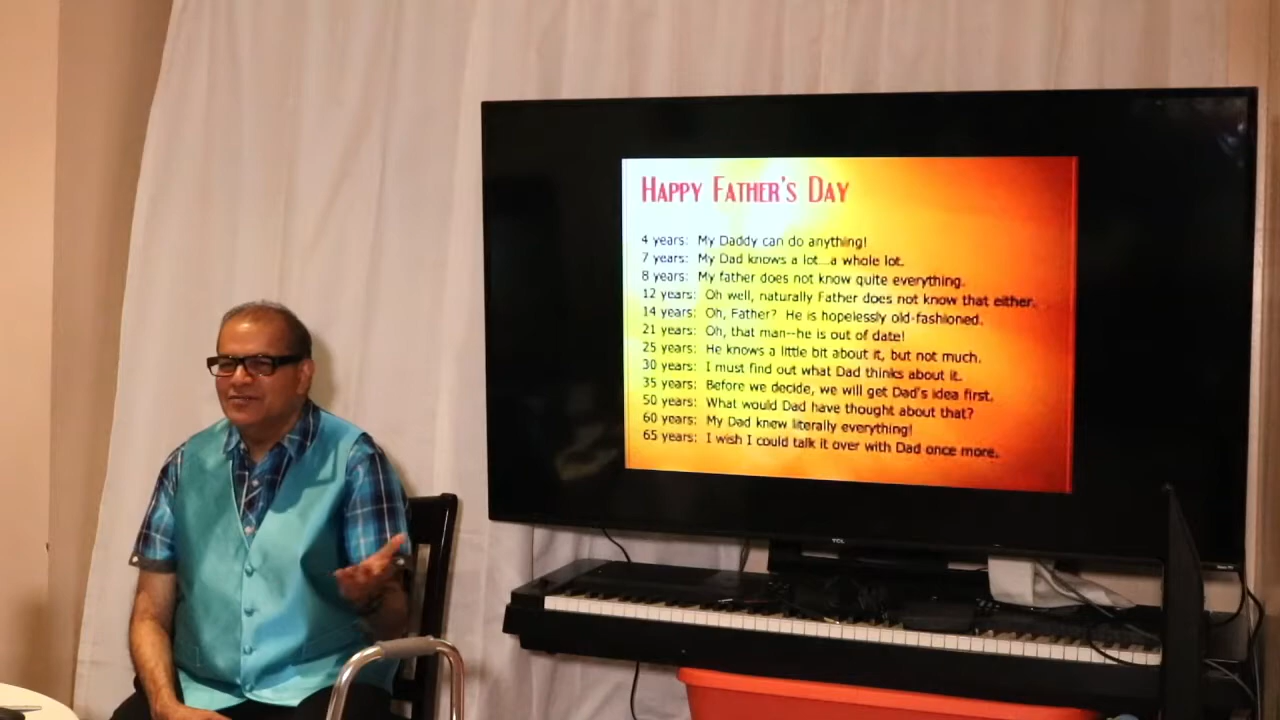 HAPPY FATHER'S DAY
4 years: My Daddy can do anything!
7 years: My Dad knows a lot...a whole lot.
8 years: My father does not know quite everything.
12 years: Oh well, naturally Father does not know that either.
14 years: Oh, Father? He is hopelessly old-fashioned.
21 years: Oh, that man--he is out of date!
25 years: He knows a little bit about it, but not much.
30 years: I must find out what Dad thinks about it.
35 years: Before we decide, we will get Dad's idea first.
50 years: What would Dad have thought about that?
60 years: My Dad knew literally everything!
65 years: I wish I could talk it over with Dad once more.
TCL